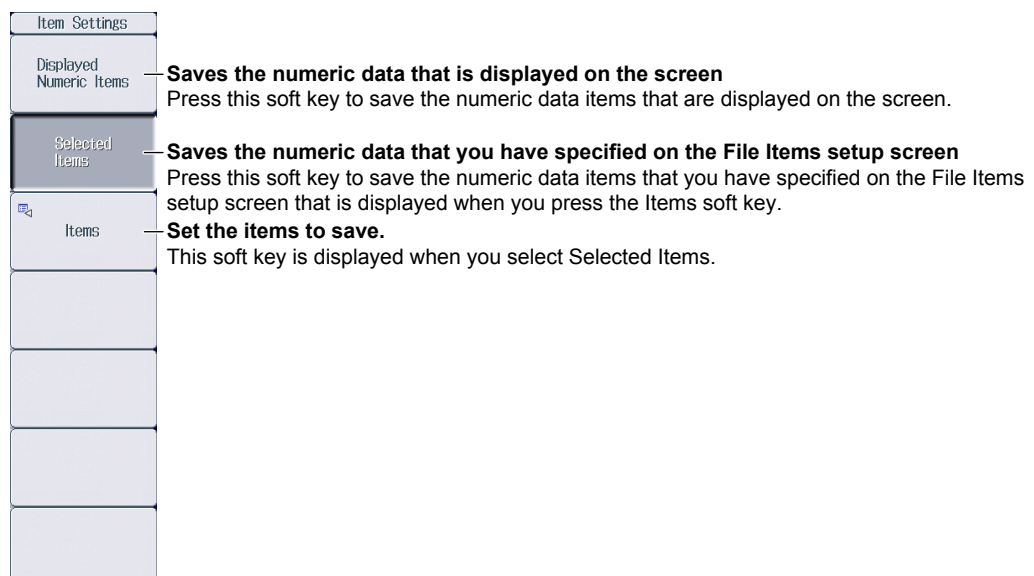 Item Settings
Displayed
Numeric Items
Saves the numeric data that is displayed on the screen
Press this soft key to save the numeric data items that are displayed on the screen.
Selected
Items
Saves the numeric data that you have specified on the File Items setup screen
Press this soft key to save the numeric data items that you have specified on the File Items
setup screen that is displayed when you press the Items soft key.
Items
Set the items to save.
This soft key is displayed when you select Selected Items.